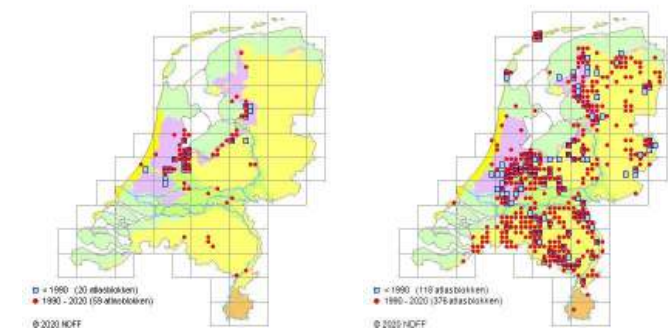 < 1990 (20 atlasblokken)
1990 - 2020 (59 atlasblokken)
© 2020 NDFF
< 1990 (118 atlasblokken)
1990 - 2020 (376 atlasblokken)
© 2020 NDFF